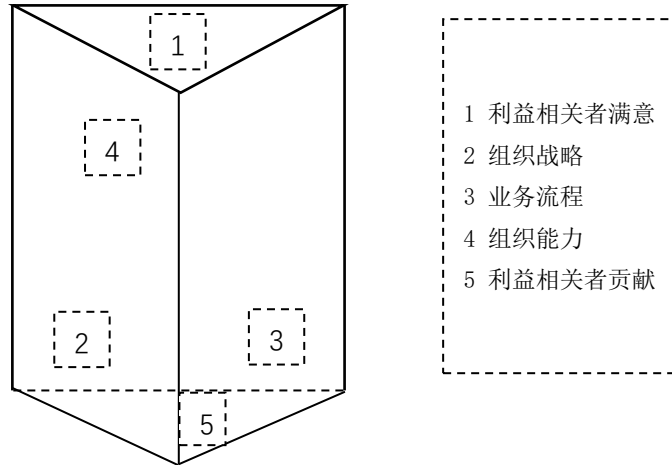 1
4
2
3
5
1 利益相关者满意
2 组织战略
3 业务流程
4 组织能力
5 利益相关者贡献